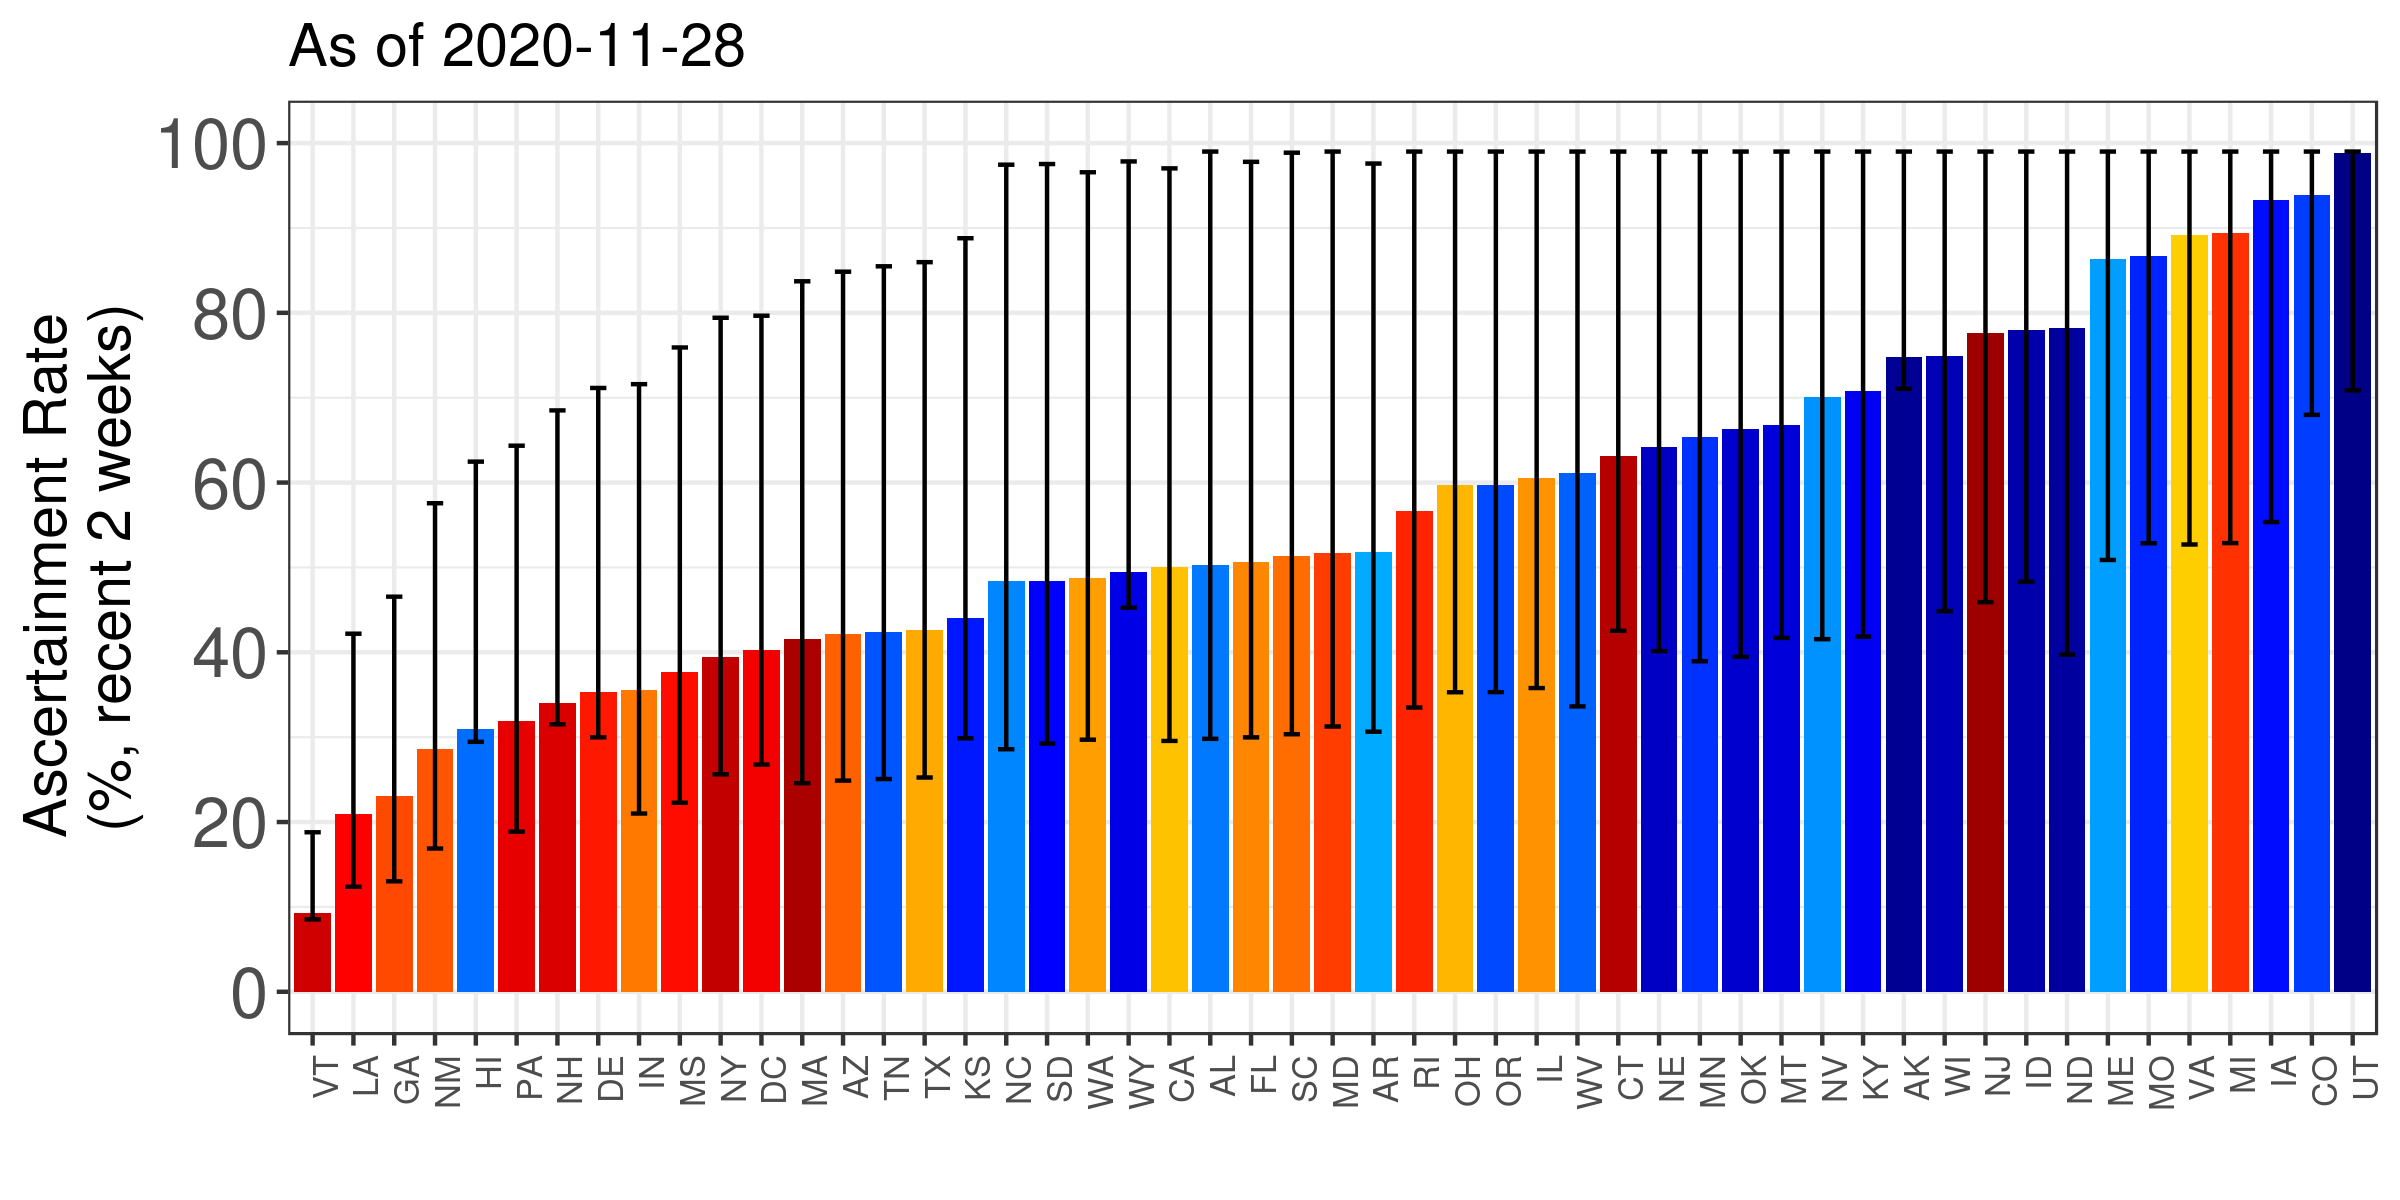 As of 2020-11-28
Ascertainment Rate
(%, recent 2 weeks)
100
80
60
40
20
0
VT
LA
GA
NM
HI
PA
NH
DE
IN
MS
NY
DC
MA
AZ
TN
TX
KS
NC
SD
WA
WY
CA
AL
FL
SC
MD
AR
RI
OH
OR
IL
WV
CT
NE
MN
OK
MT
NV
KY
AK
WI
NJ
ID
ND
ME
MO
VA
MI
IA
CO
UT